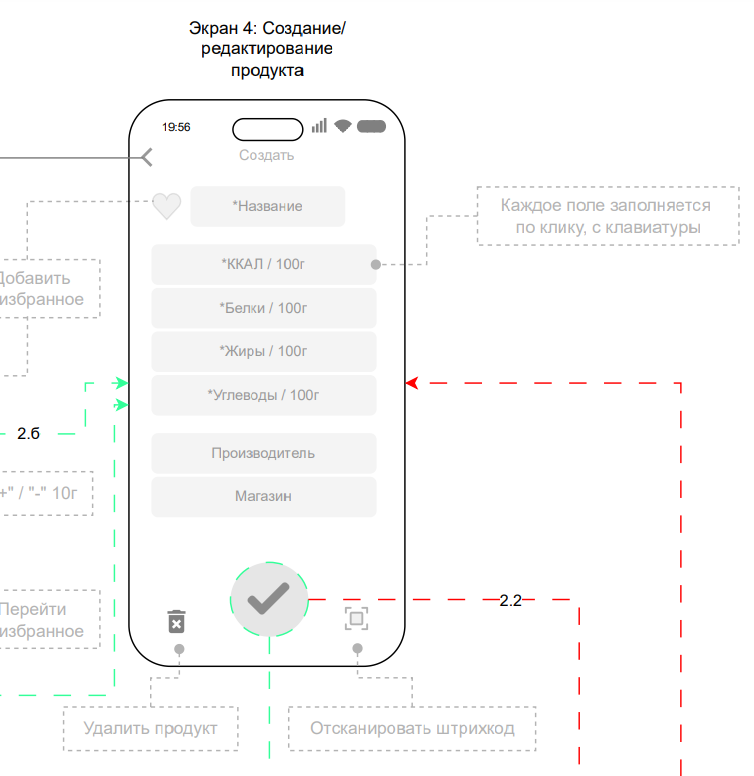 Экран 4: Создание/
редактирование
продукта
19:56
Создать
*Название
Каждое поле заполняется
по клику, с клавиатуры
*ККАЛ / 100г
Добавить
избранное
*Белки / 100г
*Жиры / 100г
*Углеводы / 100г
2.б
Производитель
+" / "-" 10г
Магазин
2.2
Перейти
избранное
Удалить продукт
Отсканировать штрихкод